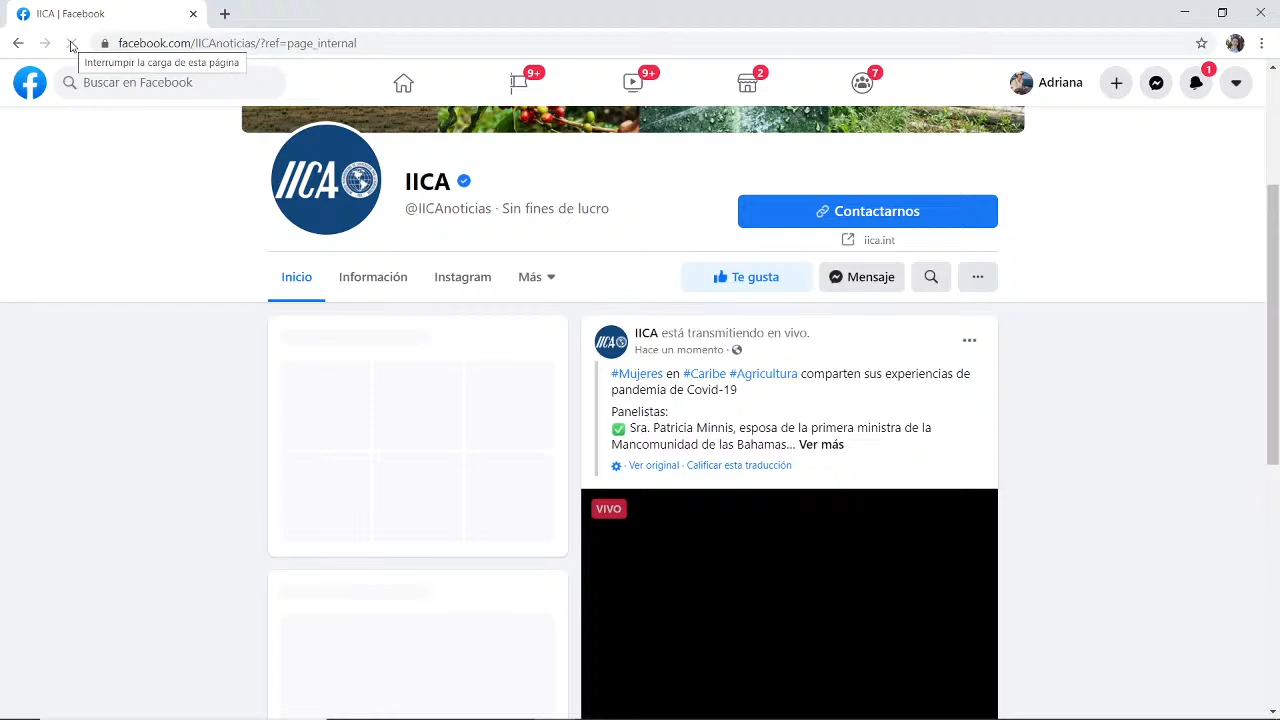 IICA | Facebook
facebook.com/IICAnoticias/?ref=page_internal
Interrumpir la carga de esta página
Buscar en Facebook
9+
9+
2
7
Adriana
1
IICA
IICA
@IICAnoticias · Sin fines de lucro
Contactarnos
iica.int
Inicio
Información
Instagram
Más
Te gusta
Mensaje
IICA
IICA está transmitiendo en vivo.
Hace un momento ·
#Mujeres en #Caribe #Agricultura comparten sus experiencias de
pandemia de Covid-19
Panelistas:
✅ Sra. Patricia Minnis, esposa de la primera ministra de la
Mancomunidad de las Bahamas... Ver más
· Ver original · Calificar esta traducción
VIVO